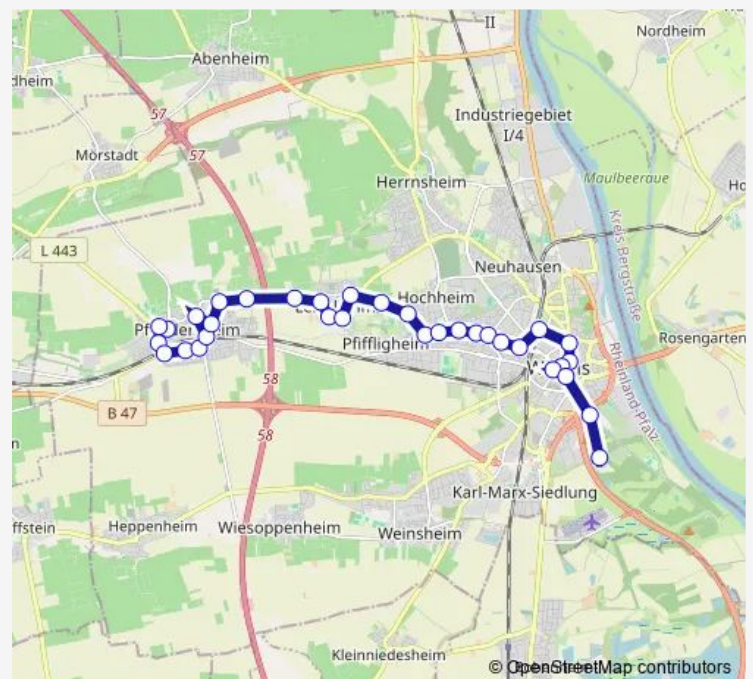 Nordheim
II
Abenheim
dheim
Industriegebiet
I/4
57
57
Mörstadt
Maulbeeraue
Herrnsheim
Ho
Kreis Bergstraße
L 443
Neuhausen
Hochheim
Rosengarten
Pfiffligheim
Rheinland-Pfalz
58
B 47
58
Karl-Marx-Siedlung
ffstein
Heppenheim
Wiesoppenheim
Weinsheim
Kleinniedesheim
© OpenStreetMap contributors